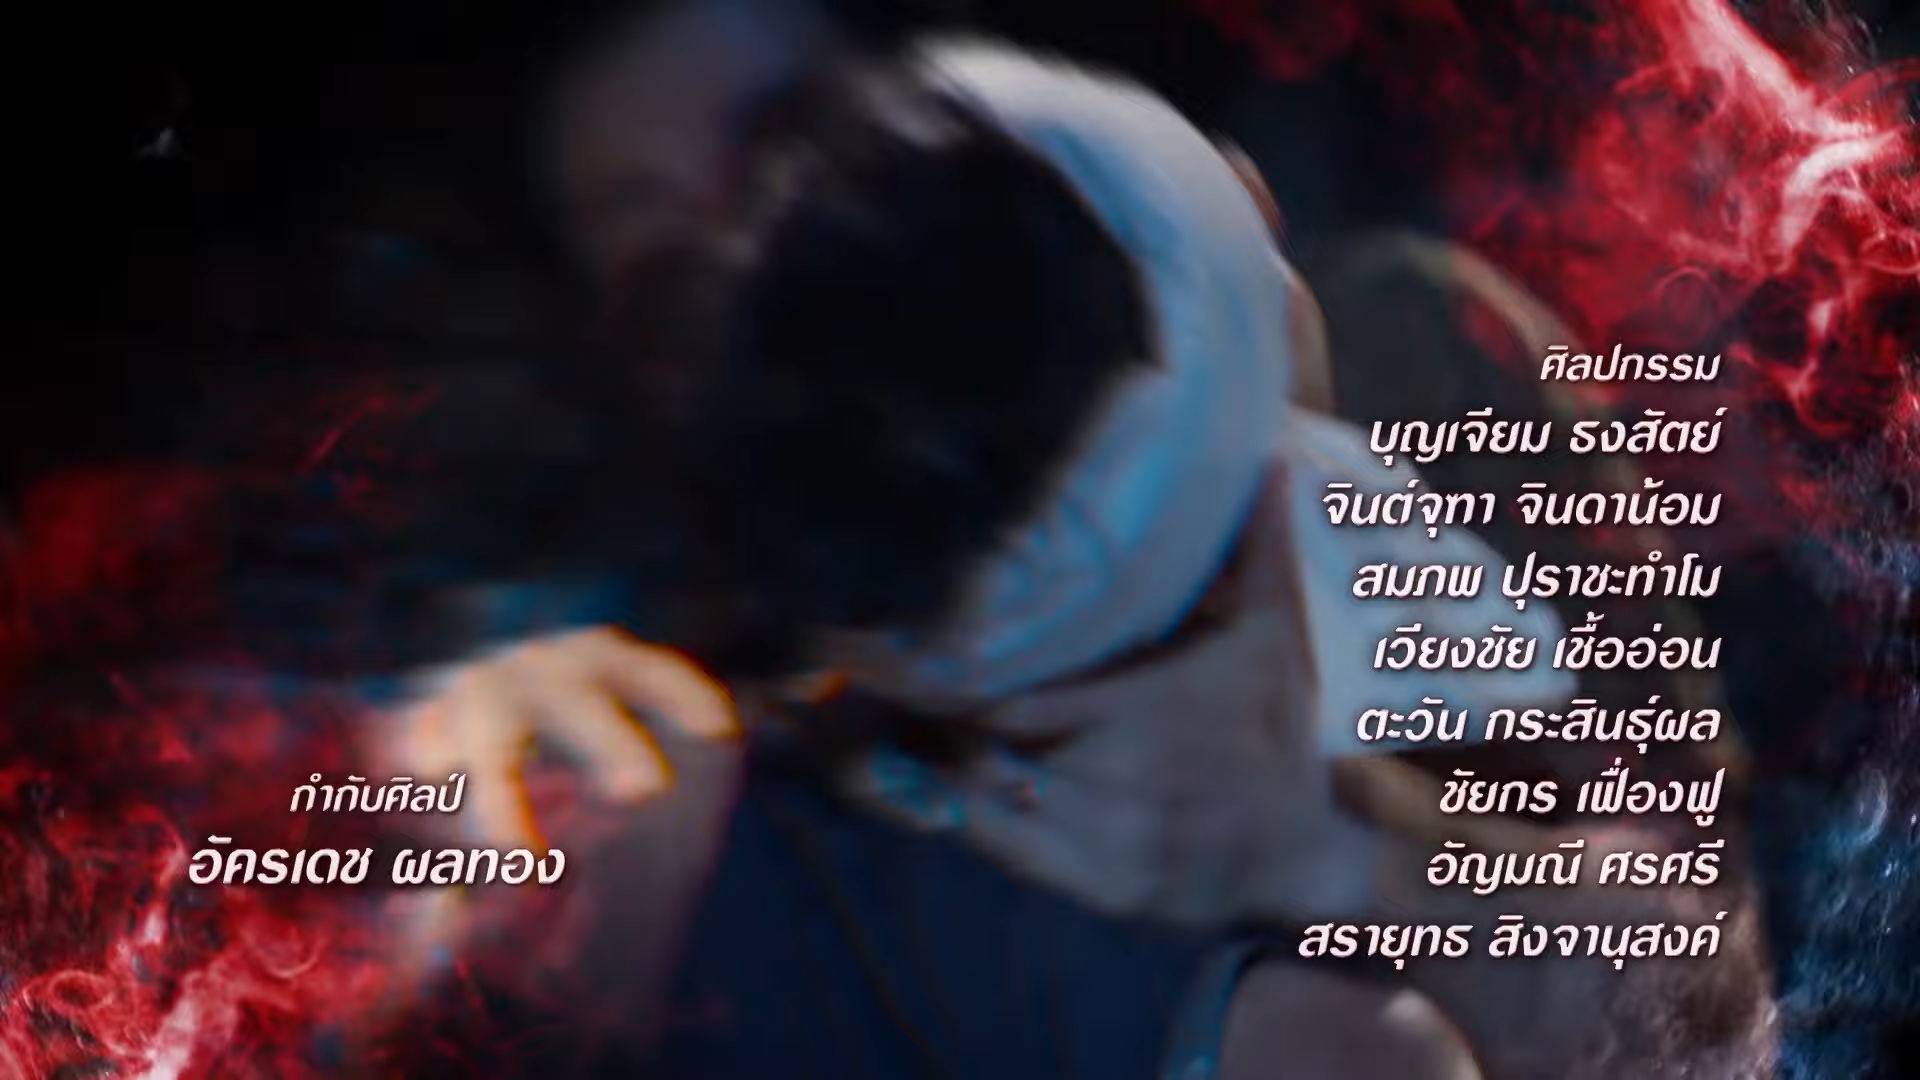 กำกับศิลป์
อัครเดช ผลทอง
ศิลปกรรม
บุญเจียม ธงสัตย์
จินต์จุฑา จินดาน้อม
สมภพ ปุราชะทำโม
เวียงชัย เชื้ออ่อน
ตะวัน กระสินธุ์ผล
ชัยกร เฟื่องฟู
อัญมณี ศรศรี
สรายุทธ สิงจานุสงค์